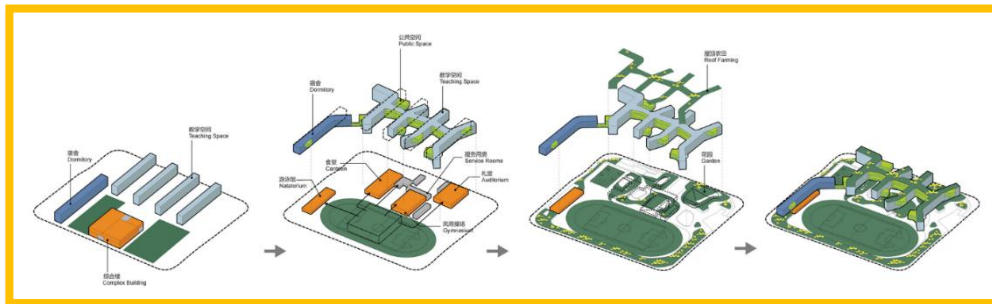 宿舍
Dormitory
教学空间
Teaching Space
综合楼
Complex Building
公共空间
Public Space
教学空间
Teaching Space
宿舍
Dormitory
食堂
Canteen
服务用房
Service Rooms
游泳馆
Natatorium
礼堂
Auditorium
风雨操场
Gymnasium
屋顶农田
Roof Farming
花园
Garden